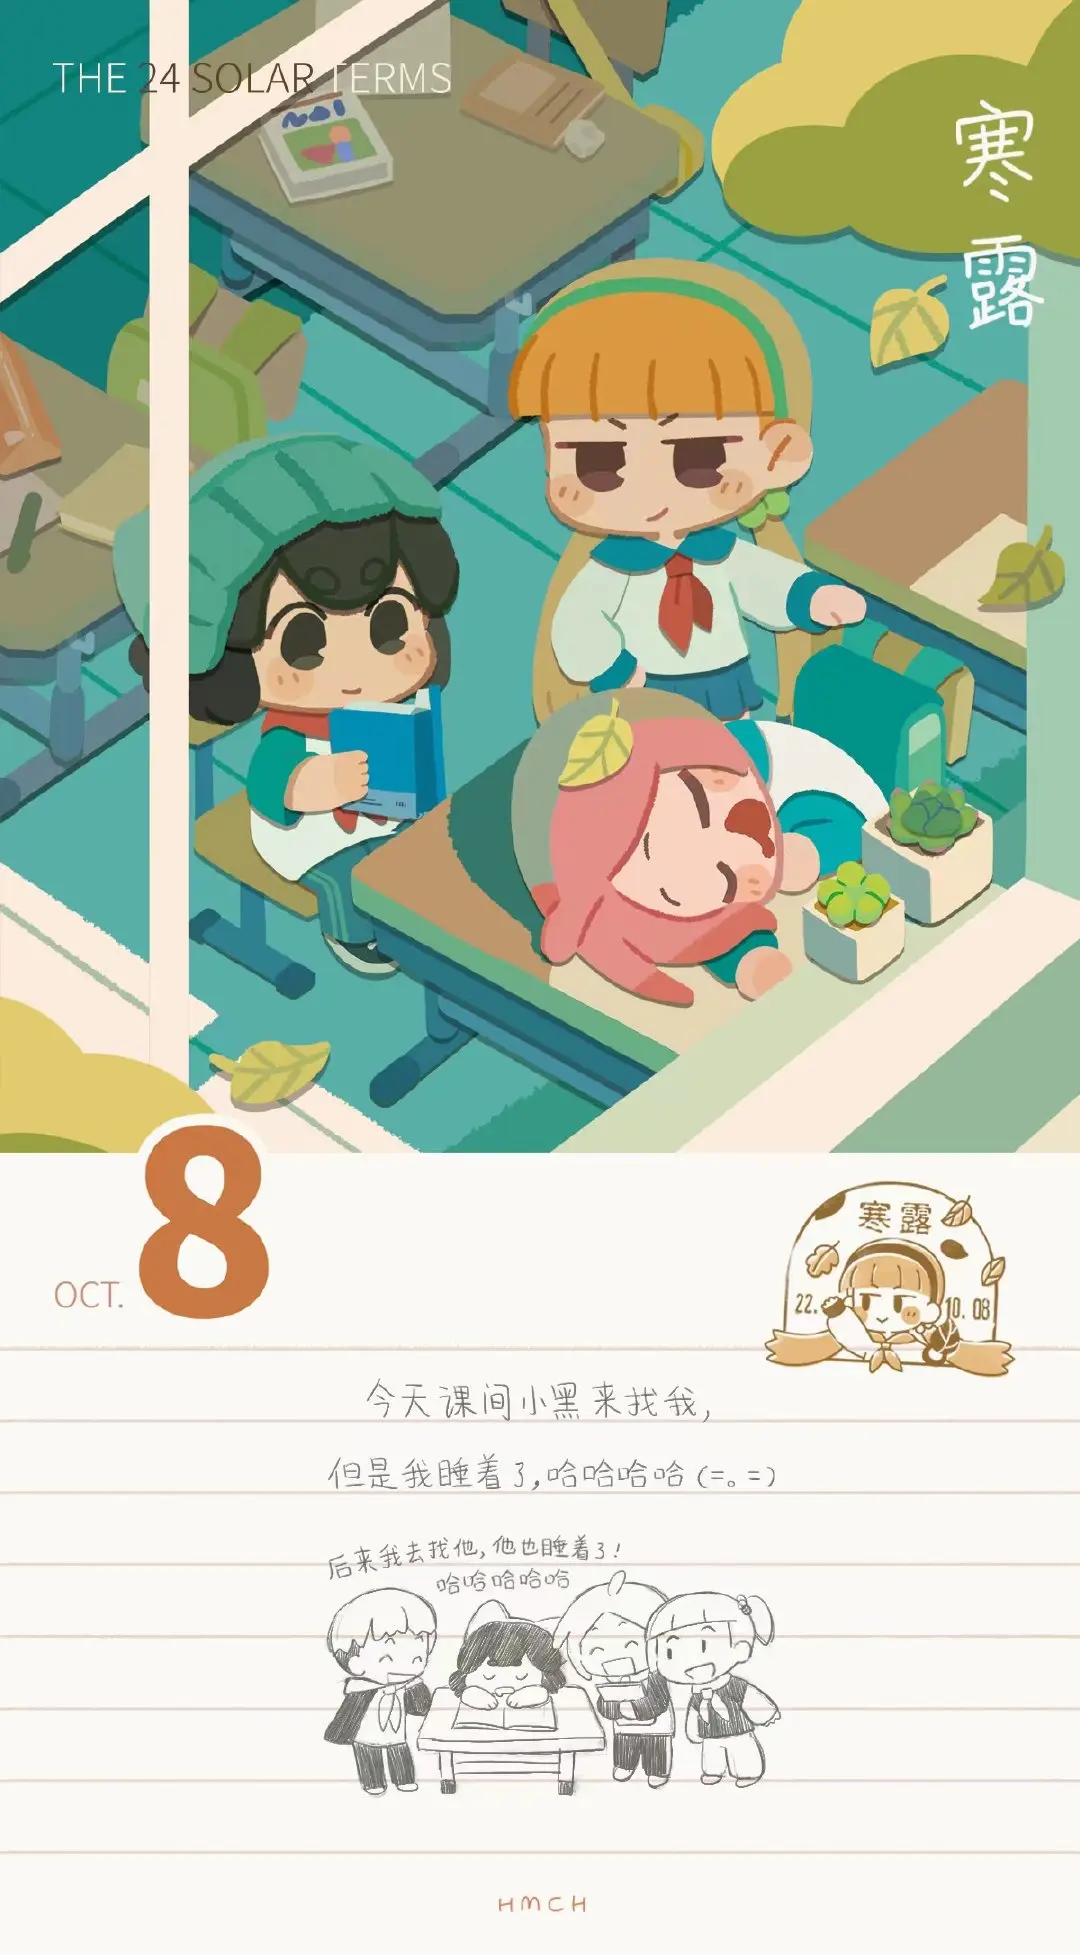 THE 24 SOLAR TERMS
寒露
OCT. 8
寒露
22. 10. 08
今天课间小黑来找我,
但是我睡着了,哈哈哈哈(=。=)
后来我去找他,他也睡着了!
哈哈哈哈哈
HMCH